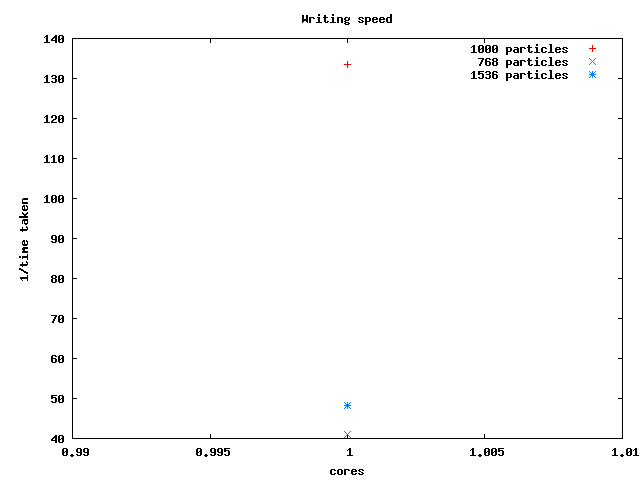 Writing speed
140
130
120
110
100
90
80
70
60
50
40
1/time taken
1000 particles
768 particles
1536 particles
0.99 0.995 1 1.005 1.01
cores